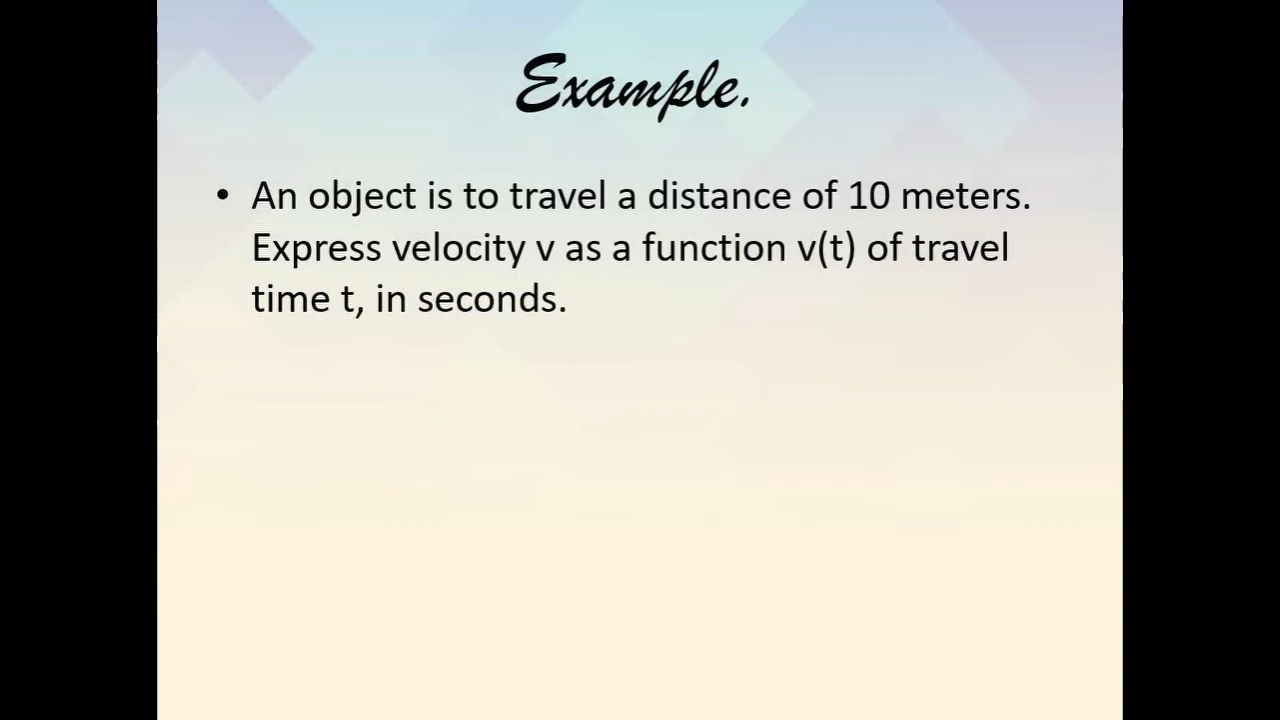 Example.
• An object is to travel a distance of 10 meters.
Express velocity v as a function v(t) of travel
time t, in seconds.